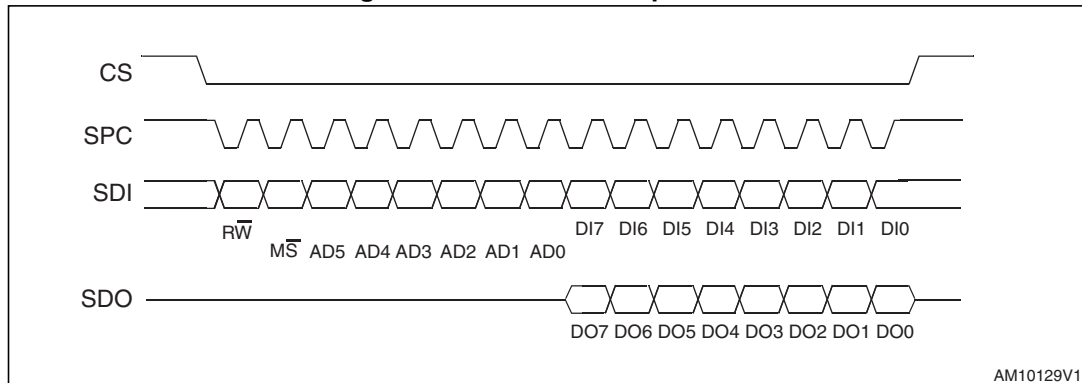 CS
SPC
SDI
RW̅ DI7 DI6 DI5 DI4 DI3 DI2 DI1 DI0
MS̅ AD5 AD4 AD3 AD2 AD1 AD0
SDO
DO7 DO6 DO5 DO4 DO3 DO2 DO1 DO0
AM10129V1